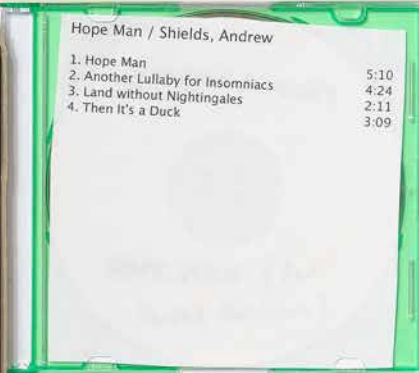 Hope Man / Shields, Andrew
1. Hope Man 5:10
2. Another Lullaby for Insomniacs 4:24
3. Land without Nightingales 2:11
4. Then It's a Duck 3:09